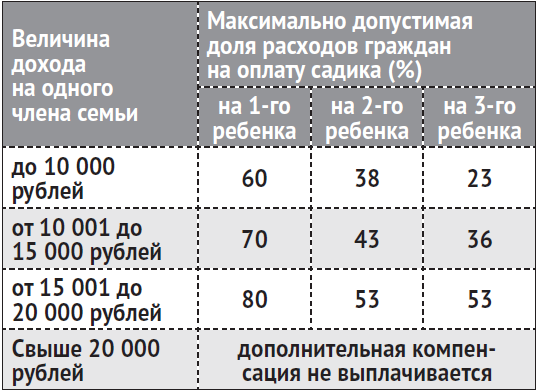 Величина
дохода
на одного
члена семьи
Максимально допустимая
доля расходов граждан
на оплату садика (%)
на 1-го
ребенка
на 2-го
ребенка
на 3-го
ребенка
до 10 000
рублей
60
38
23
от 10 001 до
15 000 рублей
70
43
36
от 15 001 до
20 000 рублей
80
53
53
Свыше 20 000
рублей
дополнительная компен-
сация не выплачивается